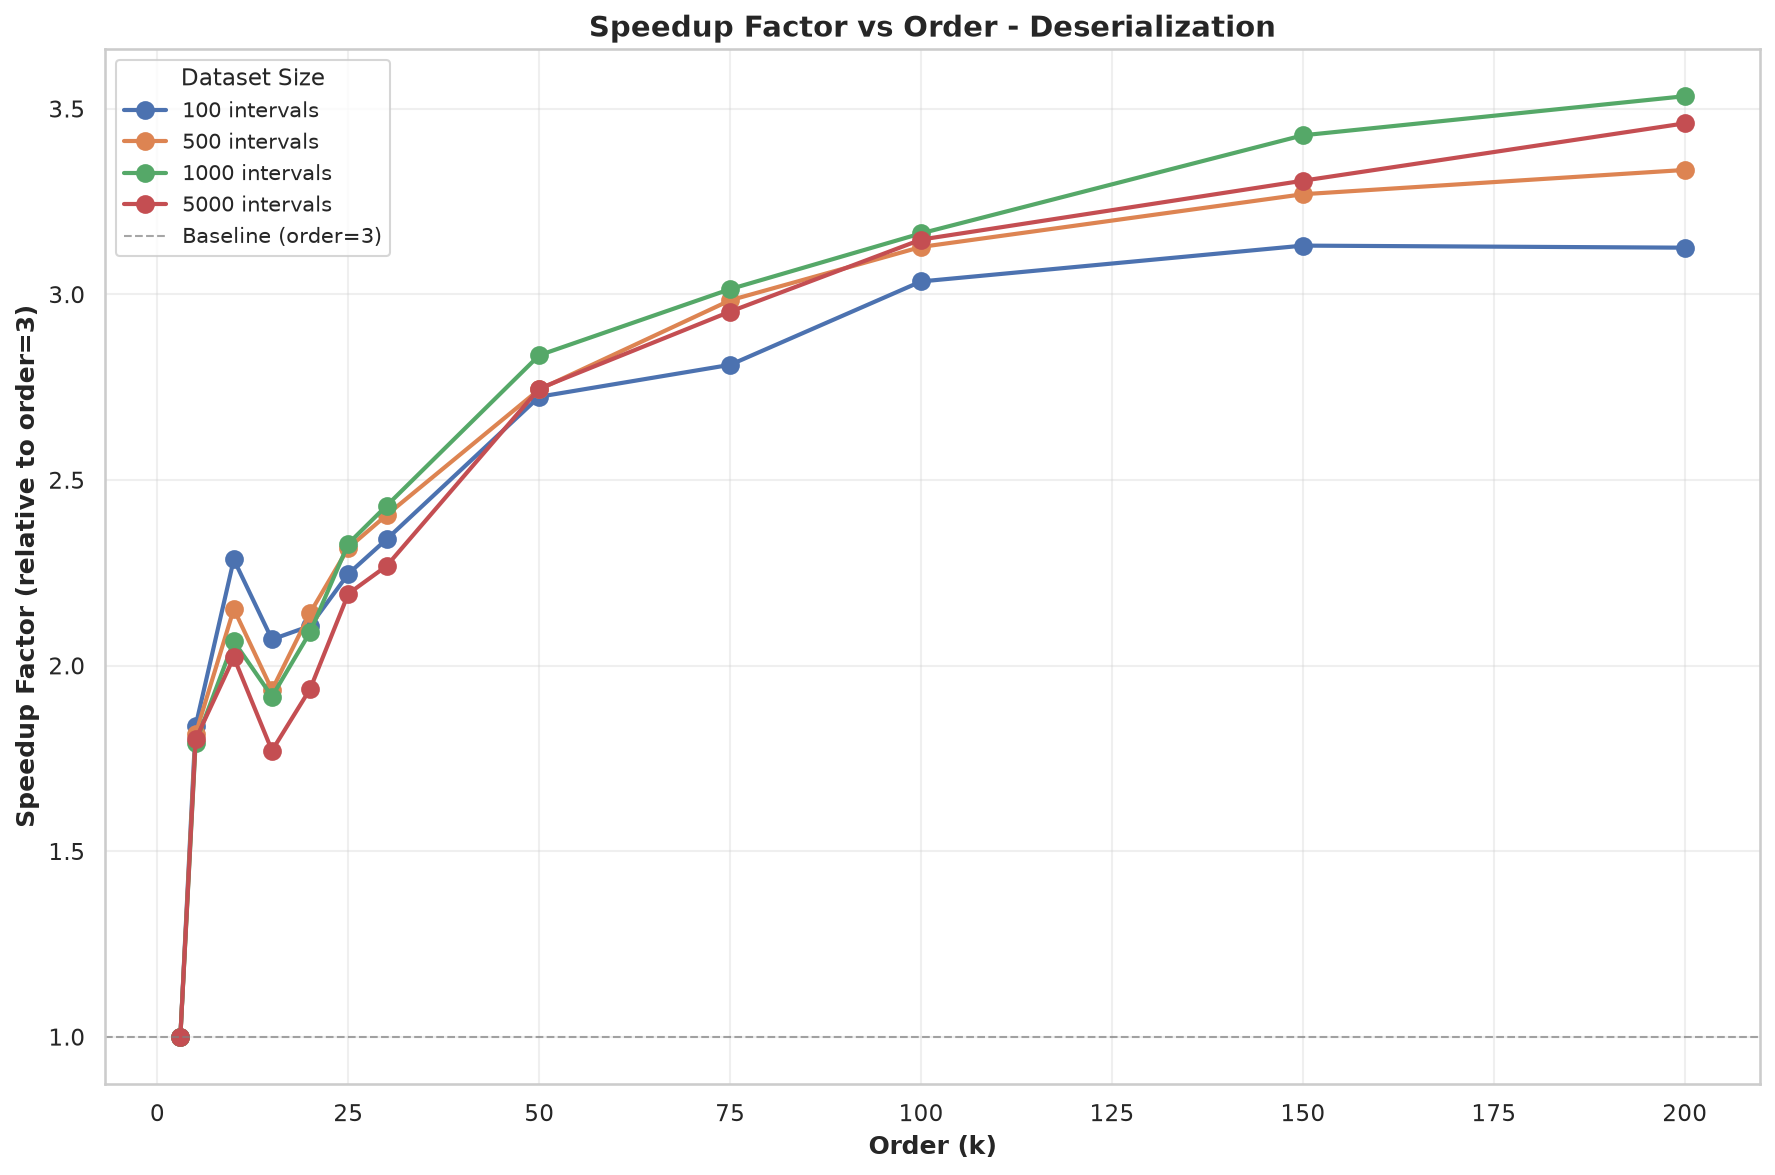 Speedup Factor vs Order - Deserialization
Dataset Size
100 intervals
500 intervals
1000 intervals
5000 intervals
Baseline (order=3)
Speedup Factor (relative to order=3)
3.5
3.0
2.5
2.0
1.5
1.0
0 25 50 75 100 125 150 175 200
Order (k)